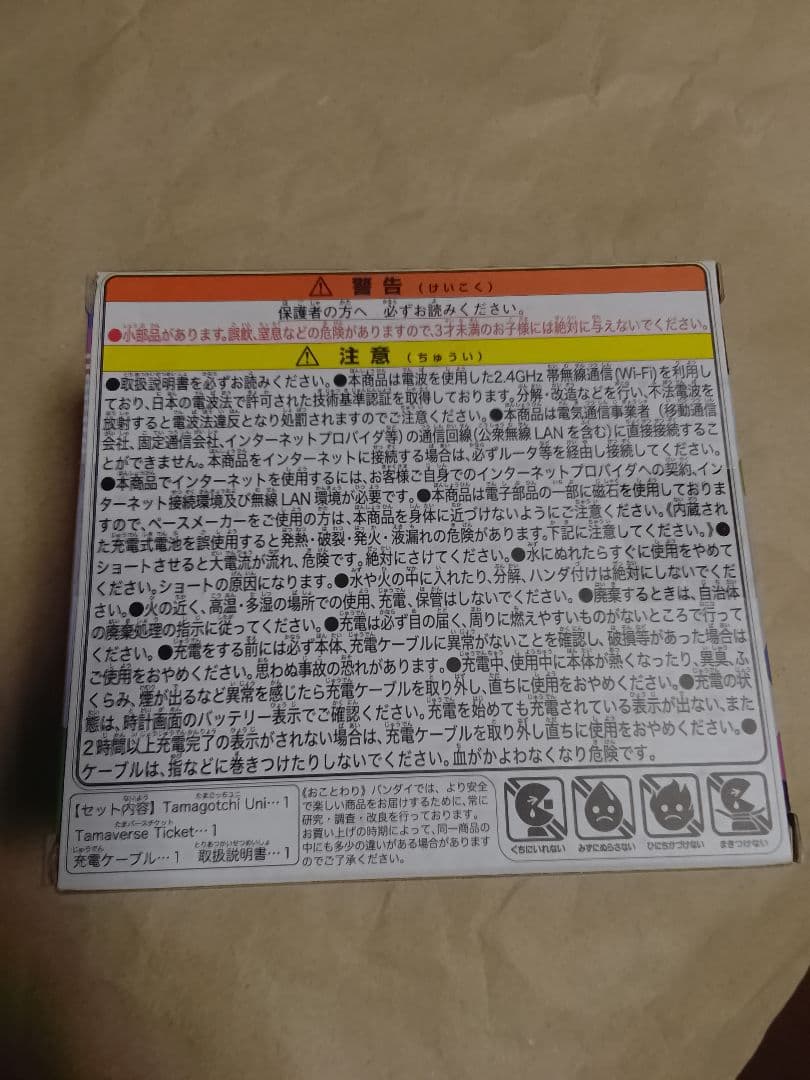 警告（けいこく）
保護者の方へ 必ずお読みください。
●小部品があります。誤飲、窒息などの危険がありますので、3才未満のお子様には絶対に与えないでください。
注意（ちゅうい）
●取扱説明書を必ずお読みください。●本商品は電波を使用した2.4GHz帯無線通信(Wi-Fi)を利用し
ており、日本の電波法で許可された技術基準認証を取得しております。分解・改造などを行い、不法電波を
放射すると電波法違反となり処罰されますのでご注意ください。●本商品は電気通信事業者（移動通信
会社、固定通信会社、インターネットプロバイダ等）の通信回線（公衆無線LANを含む）に直接接続するこ
とができません。本商品をインターネットに接続する場合は、必ずルータ等を経由し接続してください。
●本商品でインターネットを使用するには、お客様ご自身でのインターネットプロバイダへの契約、イン
ターネット接続環境及び無線LAN環境が必要です。●本商品は電子部品の一部に磁石を使用しておりま
すので、ペースメーカーをご使用の方は、本商品を身体に近づけないようにご注意ください。《内蔵され
た充電式電池を誤使用すると発熱・破裂・発火・液漏れの危険があります。下記に注意してください。》●
ショートさせると大電流が流れ、危険です。絶対にさけてください。●水にぬれたらすぐに使用をやめて
ください。ショートの原因になります。●水や火の中に入れたり、分解、ハンダ付けは絶対にしないでくだ
さい。●火の近く、高温・多湿の場所での使用、充電、保管はしないでください。●廃棄するときは、自治体
の廃棄処理の指示に従ってください。●充電は必ず目の届く、周りに燃えやすいものがないところで行って
ください。●充電をする前には必ず本体、充電ケーブルに異常がないことを確認し、破損等があった場合は
ご使用をおやめください。思わぬ事故の恐れがあります。●充電中、使用中に本体が熱くなったり、異臭、ふ
くらみ、煙が出るなど異常を感じたら充電ケーブルを取り外し、直ちに使用をおやめください。●充電の状
態は、時計画面のバッテリー表示でご確認ください。充電を始めても充電されている表示が出ない、また
2時間以上充電完了の表示がされない場合は、充電ケーブルを取り外し直ちに使用をおやめください。●
ケーブルは、指などに巻きつけたりしないでください。血がかよわなくなり危険です。
【セット内容】Tamagotchi Uni…1
Tamaverse Ticket…1
充電ケーブル…1 取扱説明書…1
《おことわり》バンダイでは、より安全
で楽しい商品をお届けするために、常に
研究・調査・改良を行っております。
お買い上げの時期によって、同一商品の
中にも多少の違いがある場合があります
のでご了承ください。
くちにいれない みずにぬらさない ひにちかづけない まきつけない